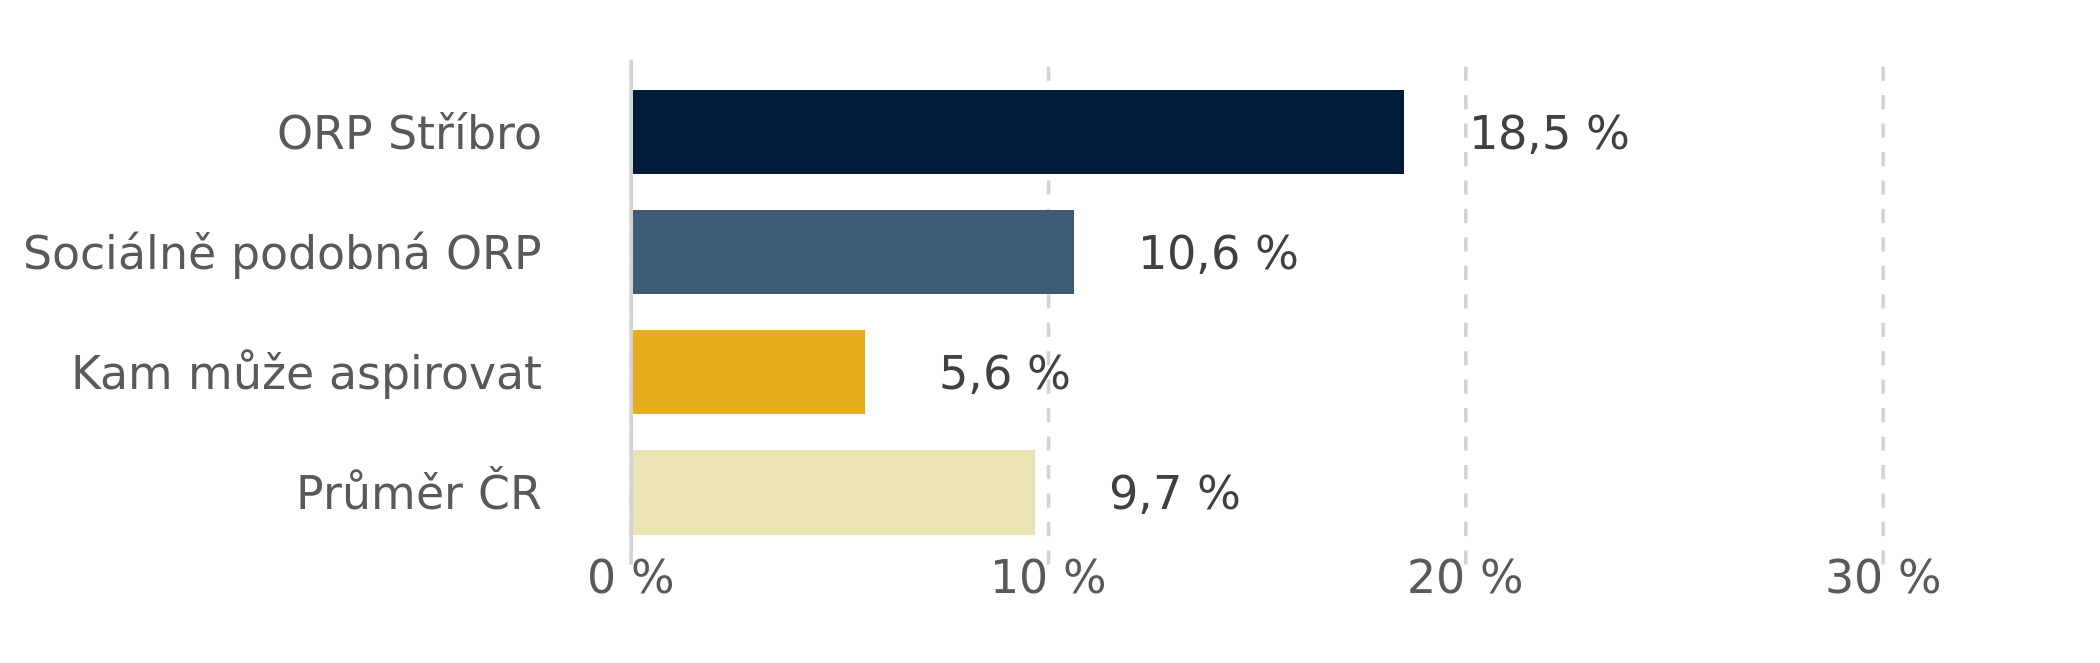 ORP Stříbro 18,5 %
Sociálně podobná ORP 10,6 %
Kam může aspirovat 5,6 %
Průměr ČR 9,7 %
0 % 10 % 20 % 30 %